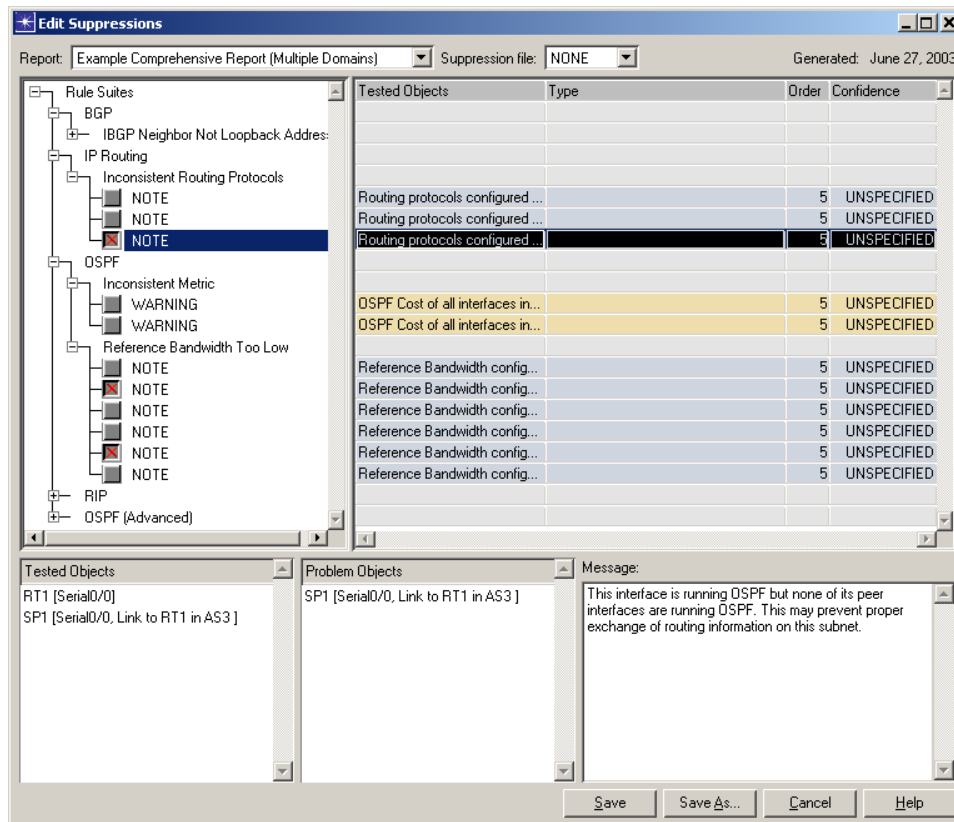 Edit Suppressions
Report: Example Comprehensive Report (Multiple Domains) Suppression file: NONE Generated: June 27, 2003
Rule Suites
BGP
IBGP Neighbor Not Loopback Addres
IP Routing
Inconsistent Routing Protocols
NOTE
NOTE
NOTE
OSPF
Inconsistent Metric
WARNING
WARNING
Reference Bandwidth Too Low
NOTE
NOTE
NOTE
NOTE
NOTE
NOTE
RIP
OSPF (Advanced)
Tested Objects Type Order Confidence
Routing protocols configured ... 5 UNSPECIFIED
Routing protocols configured ... 5 UNSPECIFIED
Routing protocols configured ... 5 UNSPECIFIED
OSPF Cost of all interfaces in... 5 UNSPECIFIED
OSPF Cost of all interfaces in... 5 UNSPECIFIED
Reference Bandwidth config... 5 UNSPECIFIED
Reference Bandwidth config... 5 UNSPECIFIED
Reference Bandwidth config... 5 UNSPECIFIED
Reference Bandwidth config... 5 UNSPECIFIED
Reference Bandwidth config... 5 UNSPECIFIED
Reference Bandwidth config... 5 UNSPECIFIED
Tested Objects
RT1 [Serial0/0]
SP1 [Serial0/0, Link to RT1 in AS3 ]
Problem Objects
SP1 [Serial0/0, Link to RT1 in AS3 ]
Message:
This interface is running OSPF but none of its peer
interfaces are running OSPF. This may prevent proper
exchange of routing information on this subnet.
Save Save As... Cancel Help